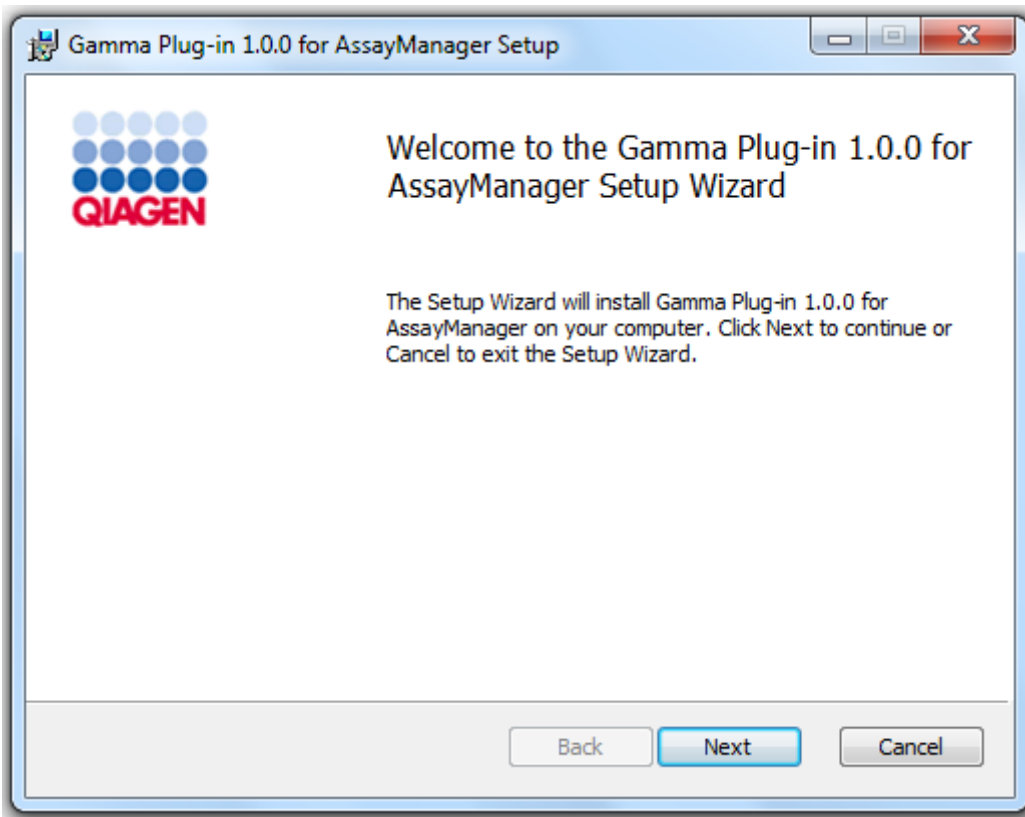 Gamma Plug-in 1.0.0 for AssayManager Setup
QIAGEN
Welcome to the Gamma Plug-in 1.0.0 for
AssayManager Setup Wizard
The Setup Wizard will install Gamma Plug-in 1.0.0 for
AssayManager on your computer. Click Next to continue or
Cancel to exit the Setup Wizard.
Back Next Cancel